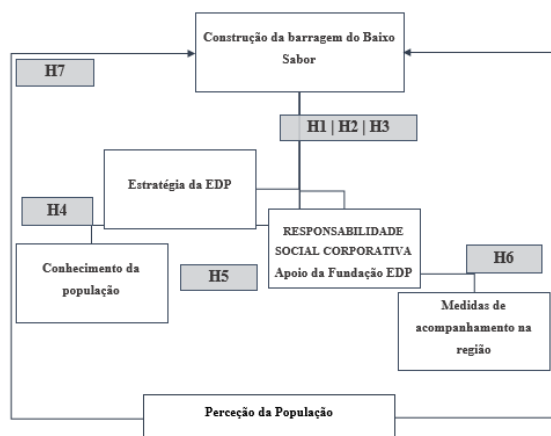 Construção da barragem do Baixo
Sabor
H7
H1 | H2 | H3
Estratégia da EDP
H4
RESPONSABILIDADE
SOCIAL CORPORATIVA
Apoio da Fundação EDP
Conhecimento da
população
H5
H6
Medidas de
acompanhamento na
região
Perceção da População